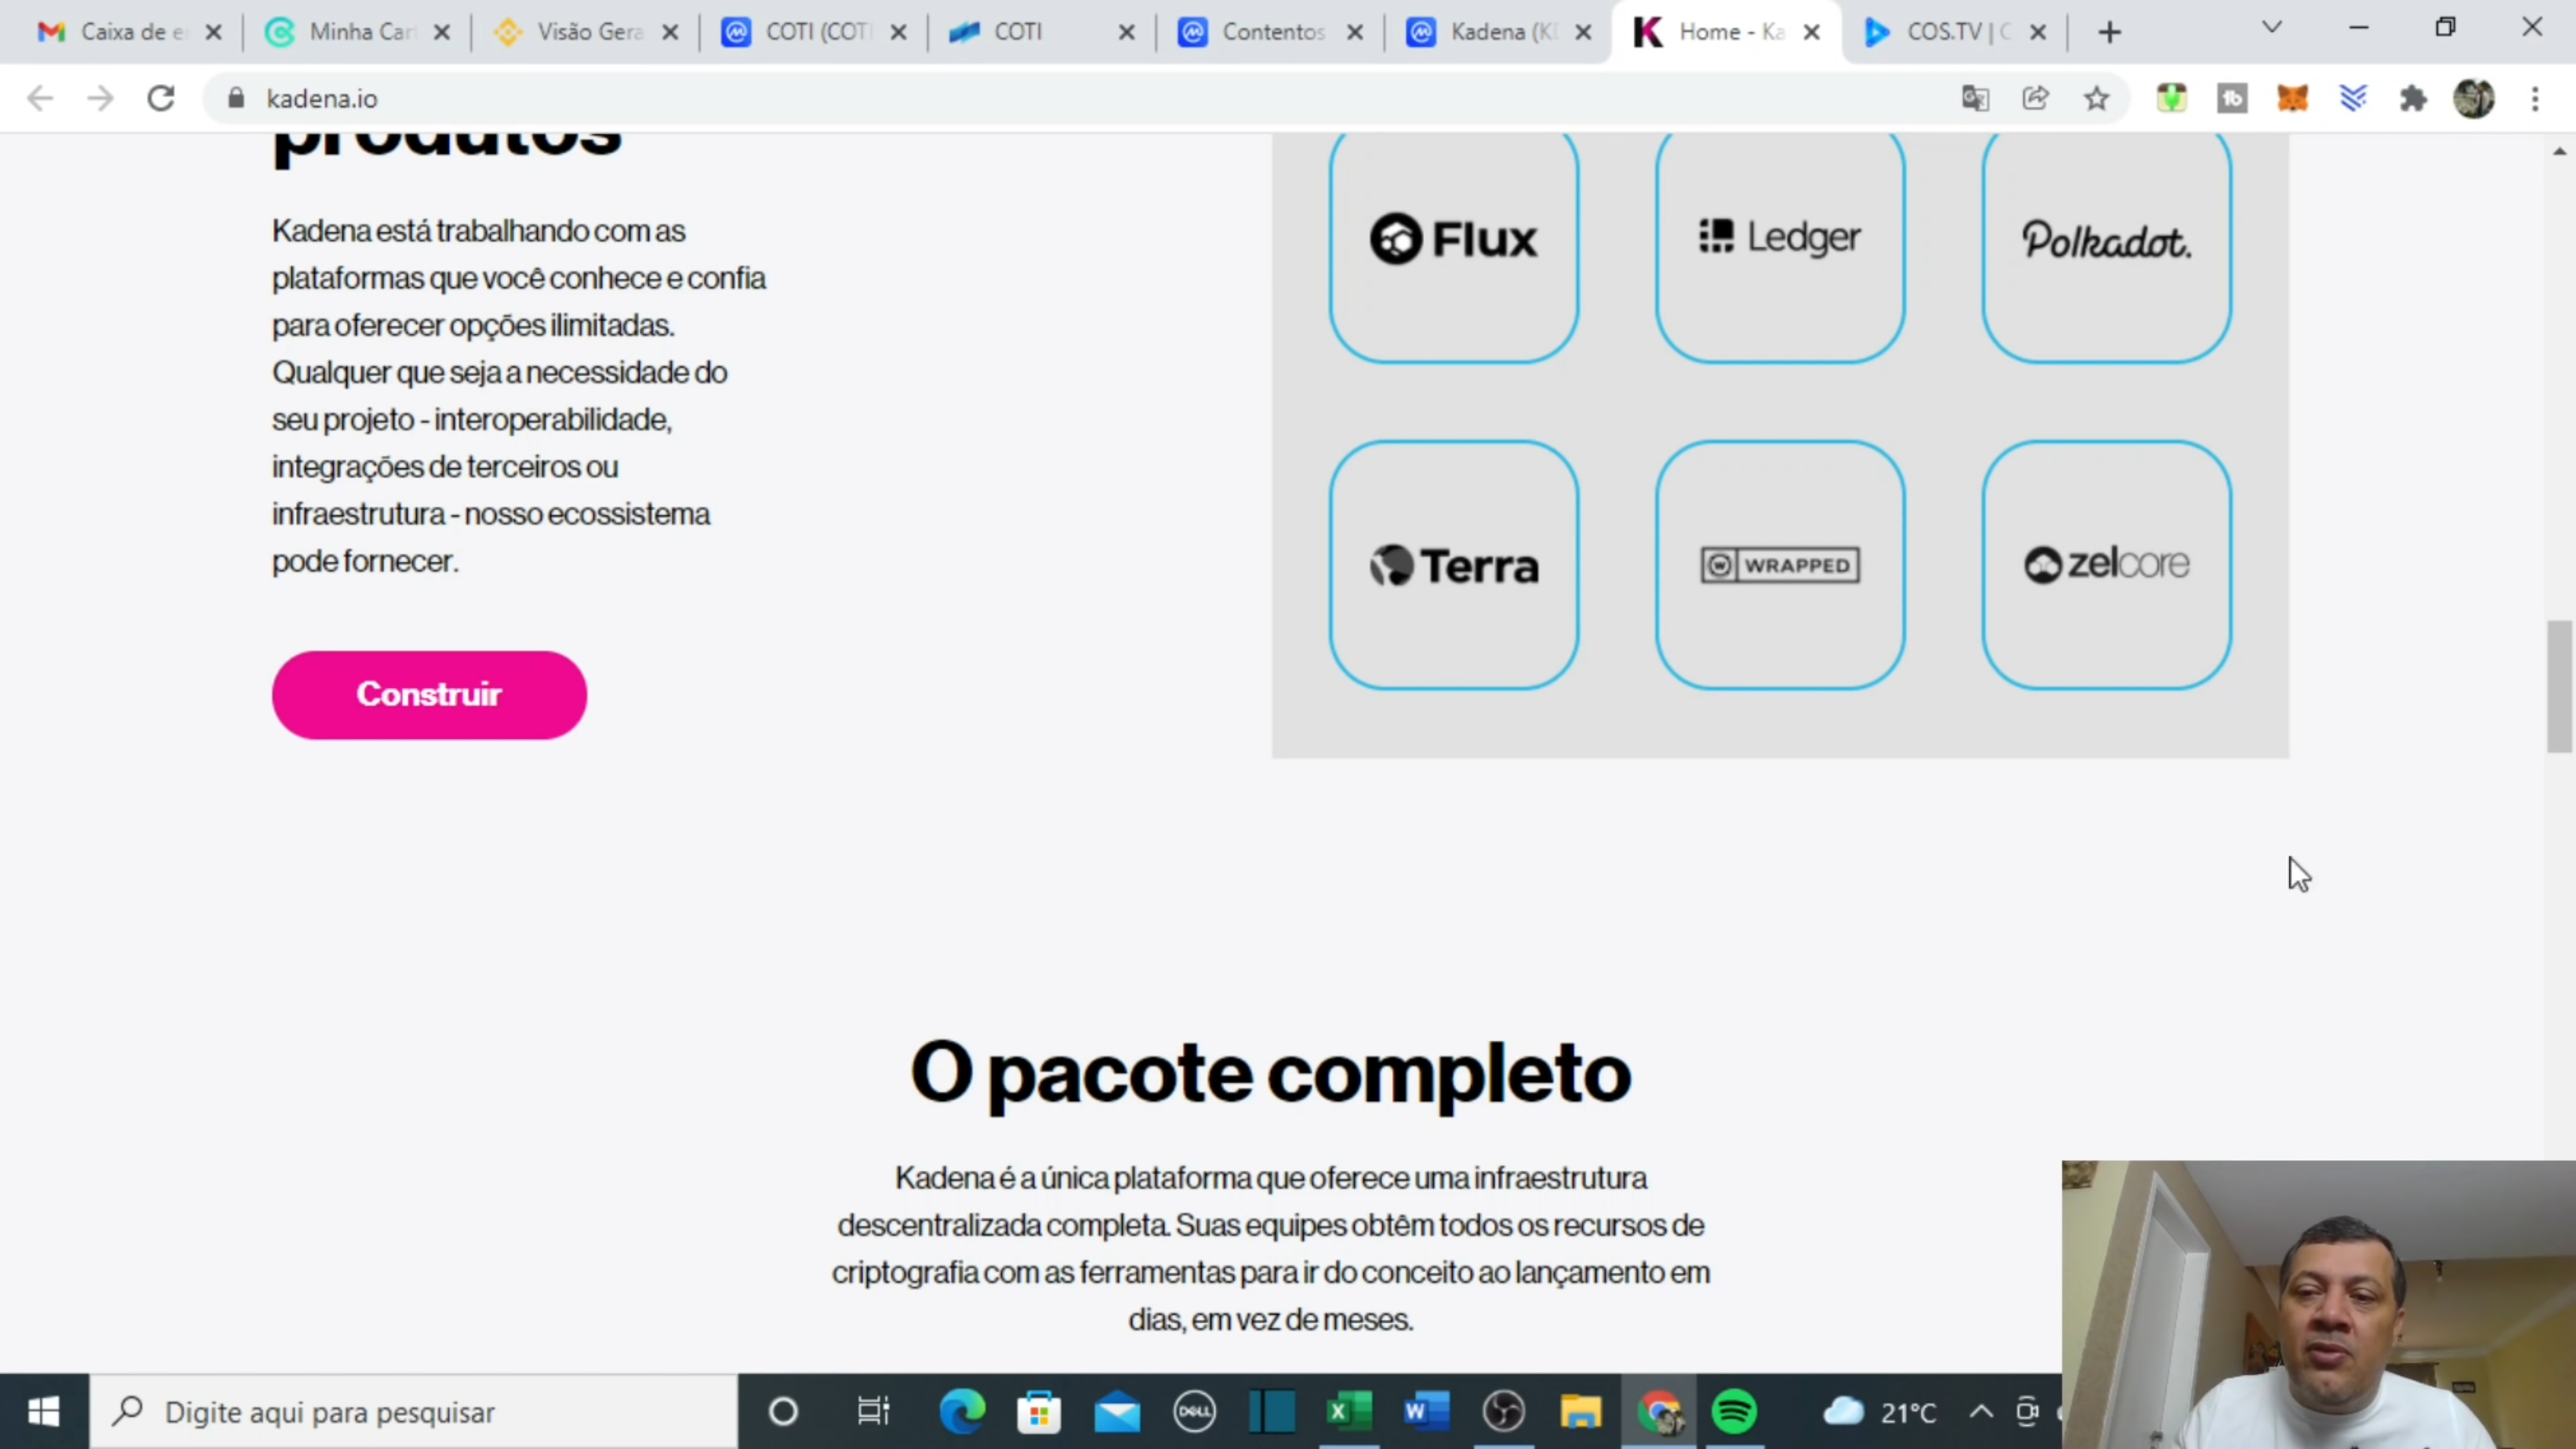 Caixa de e
Minha Car
Visão Gera
COTI (COTI
COTI
Contentos
Kadena (KD
Home - Ka
COS.TV | C
kadena.io
produtos
Kadena está trabalhando com as
plataformas que você conhece e confia
para oferecer opções ilimitadas.
Qualquer que seja a necessidade do
seu projeto - interoperabilidade,
integrações de terceiros ou
infraestrutura - nosso ecossistema
pode fornecer.
Construir
Flux
Ledger
Polkadot.
Terra
WRAPPED
zelcore
O pacote completo
Kadena é a única plataforma que oferece uma infraestrutura
descentralizada completa. Suas equipes obtêm todos os recursos de
criptografia com as ferramentas para ir do conceito ao lançamento em
dias, em vez de meses.
Digite aqui para pesquisar
DELL
21°C